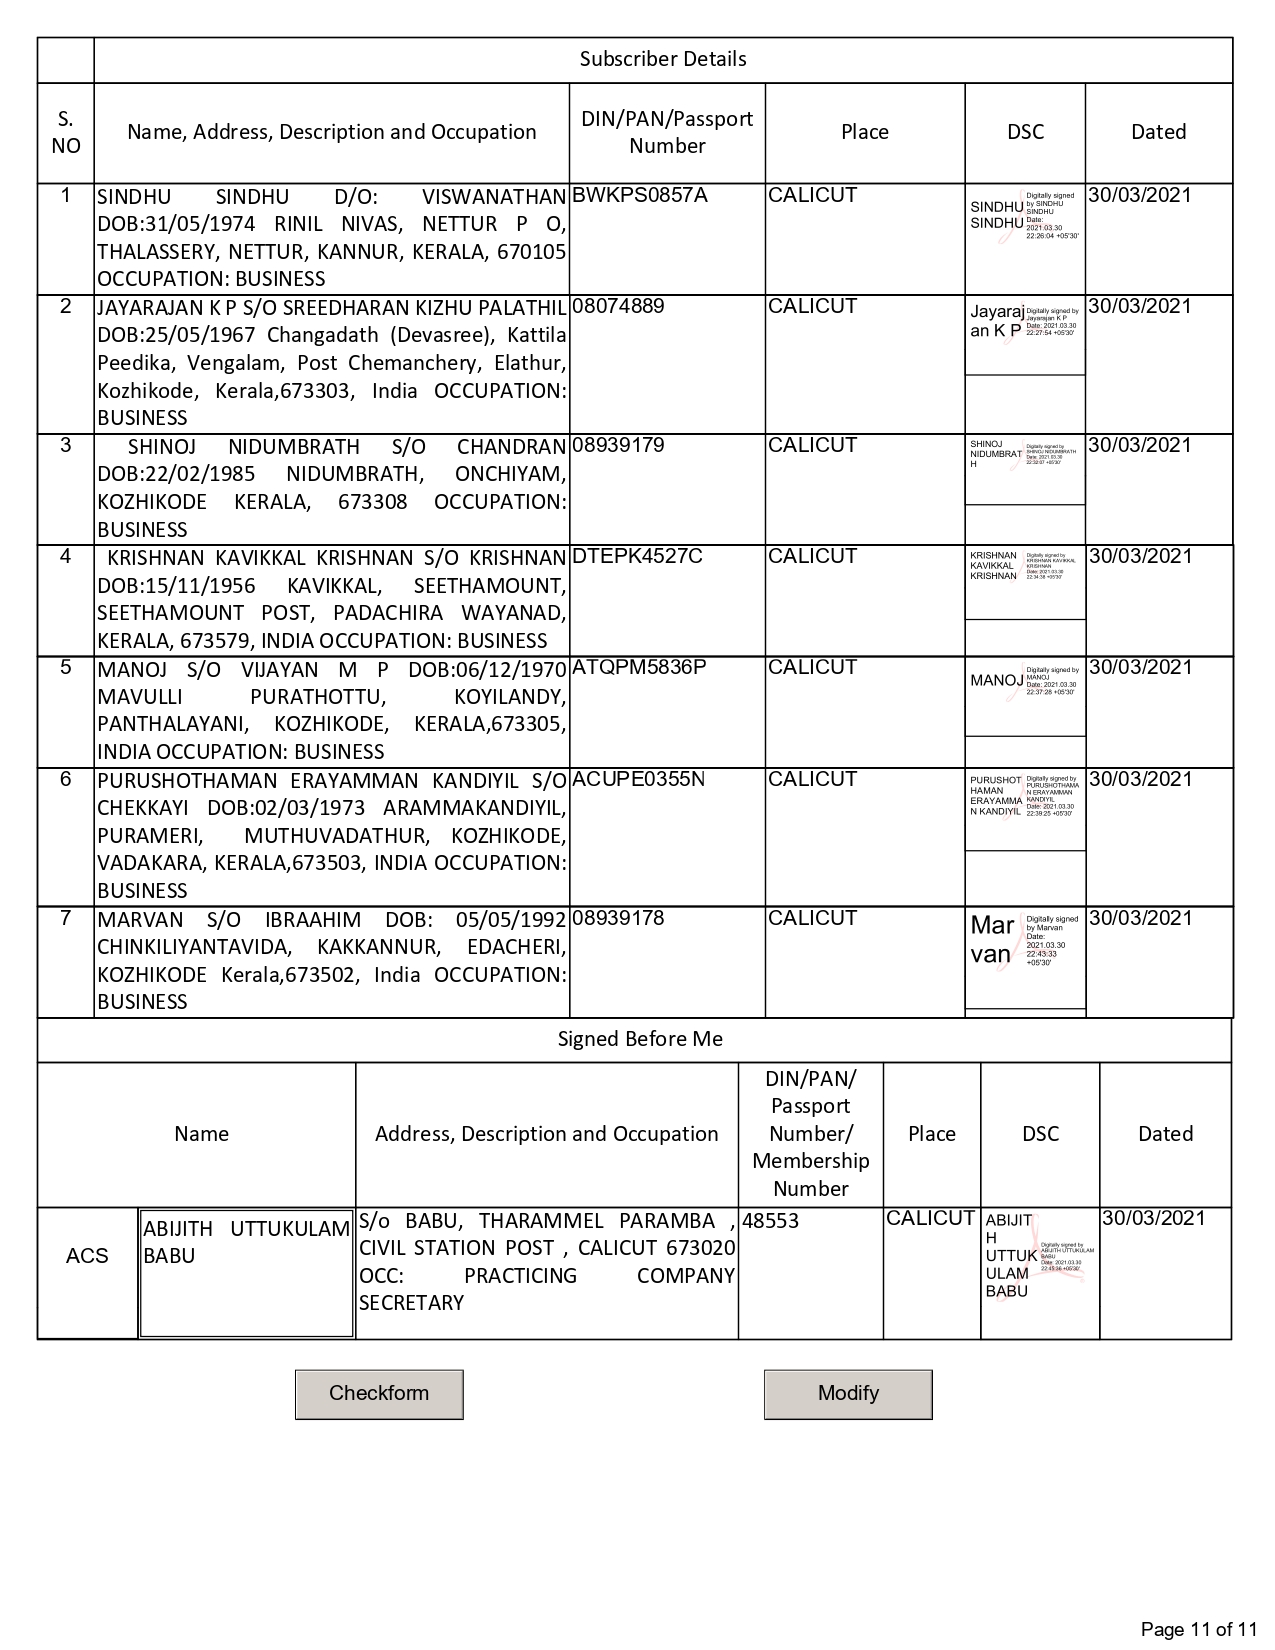 Subscriber Details
S. NO
Name, Address, Description and Occupation
DIN/PAN/Passport
Number
Place
DSC
Dated
1
SINDHU SINDHU D/O: VISWANATHAN
DOB:31/05/1974 RINIL NIVAS, NETTUR P O,
THALASSERY, NETTUR, KANNUR, KERALA, 670105
OCCUPATION: BUSINESS
BWKPS0857A
CALICUT
SINDHU
SINDHU
Digitally signed
by SINDHU
SINDHU
Date:
2021.03.30
22:26:04 +05'30'
30/03/2021
2
JAYARAJAN K P S/O SREEDHARAN KIZHU PALATHIL
DOB:25/05/1967 Changadath (Devasree), Kattila
Peedika, Vengalam, Post Chemanchery, Elathur,
Kozhikode, Kerala,673303, India OCCUPATION:
BUSINESS
08074889
CALICUT
Jayaraj
an K P
Digitally signed by
Jayarajan K P
Date: 2021.03.30
22:27:54 +05'30'
30/03/2021
3
SHINOJ NIDUMBRATH S/O CHANDRAN
DOB:22/02/1985 NIDUMBRATH, ONCHIYAM,
KOZHIKODE KERALA, 673308 OCCUPATION:
BUSINESS
08939179
CALICUT
SHINOJ
NIDUMBRAT
H
Digitally signed by
SHINOJ NIDUMBRATH
Date: 2021.03.30
22:32:07 +05'30'
30/03/2021
4
KRISHNAN KAVIKKAL KRISHNAN S/O KRISHNAN
DOB:15/11/1956 KAVIKKAL, SEETHAMOUNT,
SEETHAMOUNT POST, PADACHIRA WAYANAD,
KERALA, 673579, INDIA OCCUPATION: BUSINESS
DTEPK4527C
CALICUT
KRISHNAN
KAVIKKAL
KRISHNAN
Digitally signed by
KRISHNAN KAVIKKAL
KRISHNAN
Date: 2021.03.30
22:34:38 +05'30'
30/03/2021
5
MANOJ S/O VIJAYAN M P DOB:06/12/1970
MAVULLI PURATHOTTU, KOYILANDY,
PANTHALAYANI, KOZHIKODE, KERALA,673305,
INDIA OCCUPATION: BUSINESS
ATQPM5836P
CALICUT
MANOJ
Digitally signed by
MANOJ
Date: 2021.03.30
22:37:28 +05'30'
30/03/2021
6
PURUSHOTHAMAN ERAYAMMAN KANDIYIL S/O
CHEKKAYI DOB:02/03/1973 ARAMMAKANDIYIL,
PURAMERI, MUTHUVADATHUR, KOZHIKODE,
VADAKARA, KERALA,673503, INDIA OCCUPATION:
BUSINESS
ACUPE0355N
CALICUT
PURUSHOT
HAMAN
ERAYAMMA
N KANDIYIL
Digitally signed by
PURUSHOTHAMA
N ERAYAMMAN
KANDIYIL
Date: 2021.03.30
22:39:25 +05'30'
30/03/2021
7
MARVAN S/O IBRAAHIM DOB: 05/05/1992
CHINKILIYANTAVIDA, KAKKANNUR, EDACHERI,
KOZHIKODE Kerala,673502, India OCCUPATION:
BUSINESS
08939178
CALICUT
Mar
van
Digitally signed
by Marvan
Date:
2021.03.30
22:43:33
+05'30'
30/03/2021
Signed Before Me
Name
Address, Description and Occupation
DIN/PAN/
Passport
Number/
Membership
Number
Place
DSC
Dated
ACS
ABIJITH UTTUKULAM
BABU
S/o BABU, THARAMMEL PARAMBA ,
CIVIL STATION POST , CALICUT 673020
OCC: PRACTICING COMPANY
SECRETARY
48553
CALICUT
ABIJIT
H
UTTUK
ULAM
BABU
Digitally signed by
ABIJITH UTTUKULAM
BABU
Date: 2021.03.30
22:45:36 +05'30'
30/03/2021
Checkform
Modify
Page 11 of 11